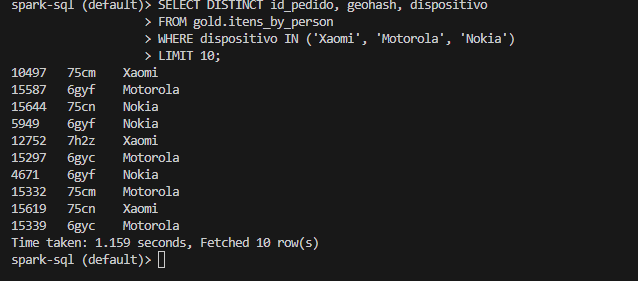 spark-sql (default)> SELECT DISTINCT id_pedido, geohash, dispositivo
> FROM gold.itens_by_person
> WHERE dispositivo IN ('Xaomi', 'Motorola', 'Nokia')
> LIMIT 10;
10497 75cm Xaomi
15587 6gyf Motorola
15644 75cn Nokia
5949 6gyf Nokia
12752 7h2z Xaomi
15297 6gyc Motorola
4671 6gyf Nokia
15332 75cm Motorola
15619 75cn Xaomi
15339 6gyc Motorola
Time taken: 1.159 seconds, Fetched 10 row(s)
spark-sql (default)>